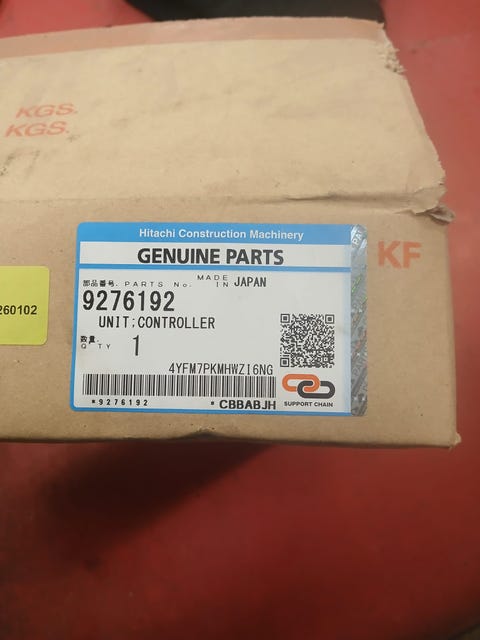 KGS.
KGS.
KF
260102
Hitachi Construction Machinery
GENUINE PARTS
部品番号. PARTS No.
MADE IN JAPAN
9276192
UNIT;CONTROLLER
数量.
Q'TY
1
4YFM7PKMHWZI6NG
*9276192
*CBBABJH
SUPPORT CHAIN